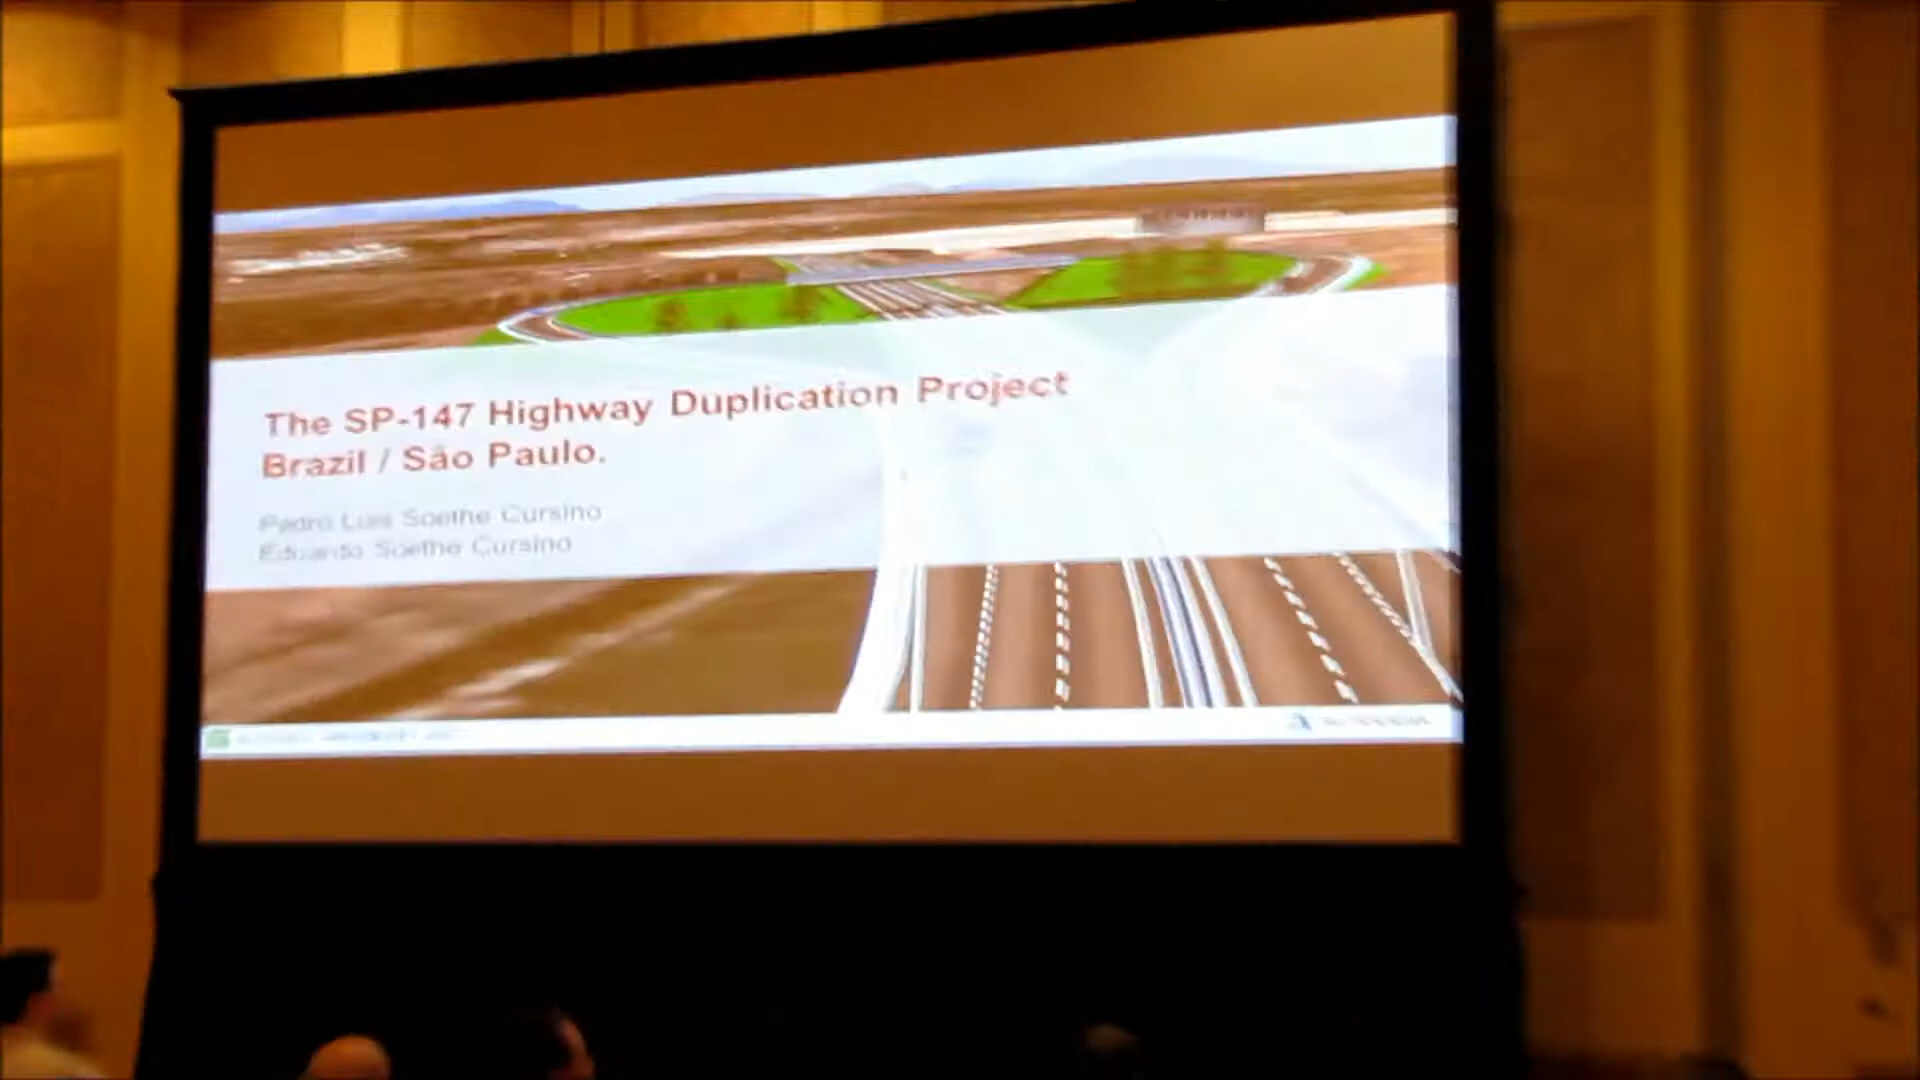 The SP-147 Highway Duplication Project
Brazil / São Paulo.
Pedro Luis Soethe Cursino
Eduardo Soethe Cursino